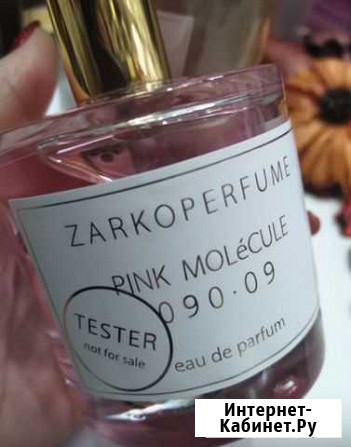 ZARKOPERFUME
PINK MOLéCULE
090·09
TESTER
not for sale
eau de parfum
Интернет-
Кабинет.Ру